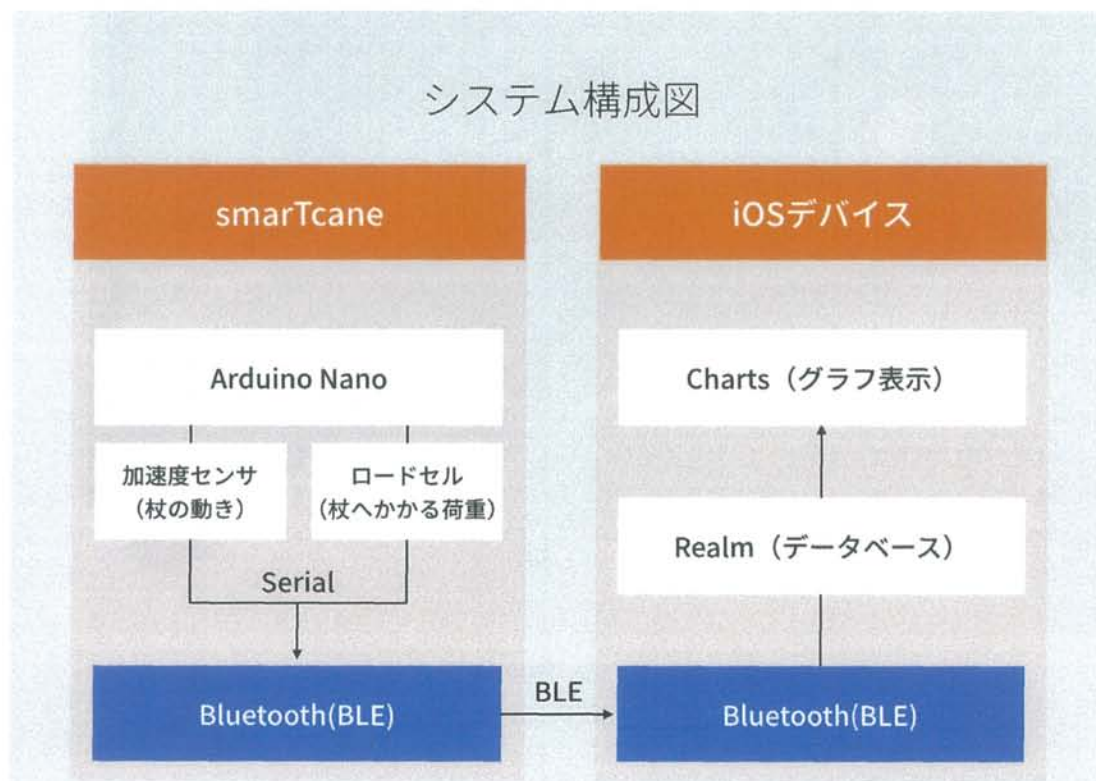 システム構成図
smarTcane
Arduino Nano
加速度センサ
（杖の動き）
ロードセル
（杖へかかる荷重）
Serial
Bluetooth(BLE)
BLE
iOSデバイス
Charts（グラフ表示）
Realm（データベース）
Bluetooth(BLE)